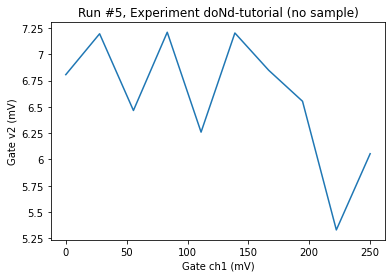 Run #5, Experiment doNd-tutorial (no sample)
Gate v2 (mV)
7.25
7
6.75
6.5
6.25
6
5.75
5.5
5.25
0 50 100 150 200 250
Gate ch1 (mV)